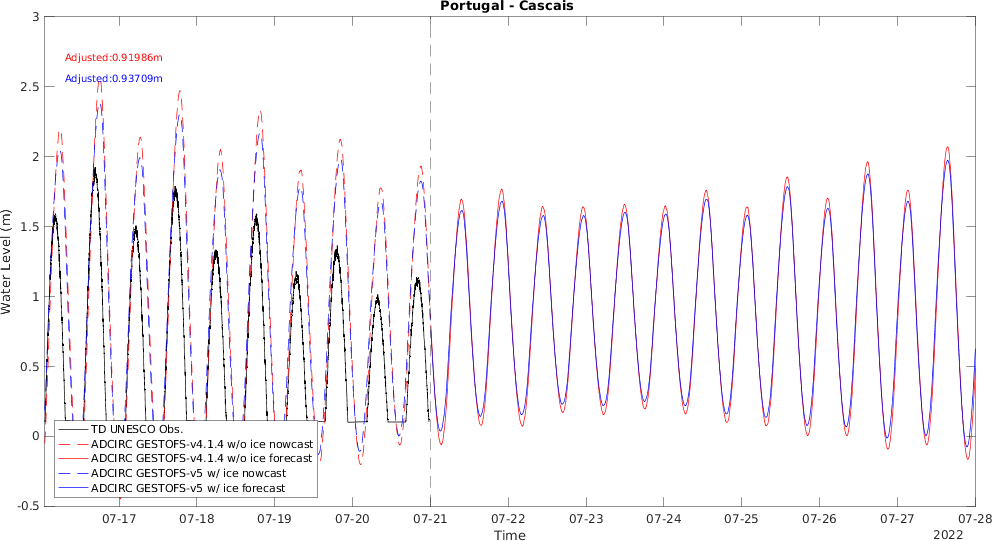 Portugal - Cascais
Adjusted:0.91986m
Adjusted:0.93709m
Water Level (m)
3
2.5
2
1.5
1
0.5
0
-0.5
TD UNESCO Obs.
ADCIRC GESTOFS-v4.1.4 w/o ice nowcast
ADCIRC GESTOFS-v4.1.4 w/o ice forecast
ADCIRC GESTOFS-v5 w/ ice nowcast
ADCIRC GESTOFS-v5 w/ ice forecast
07-17 07-18 07-19 07-20 07-21 07-22 07-23 07-24 07-25 07-26 07-27 07-28
Time
2022